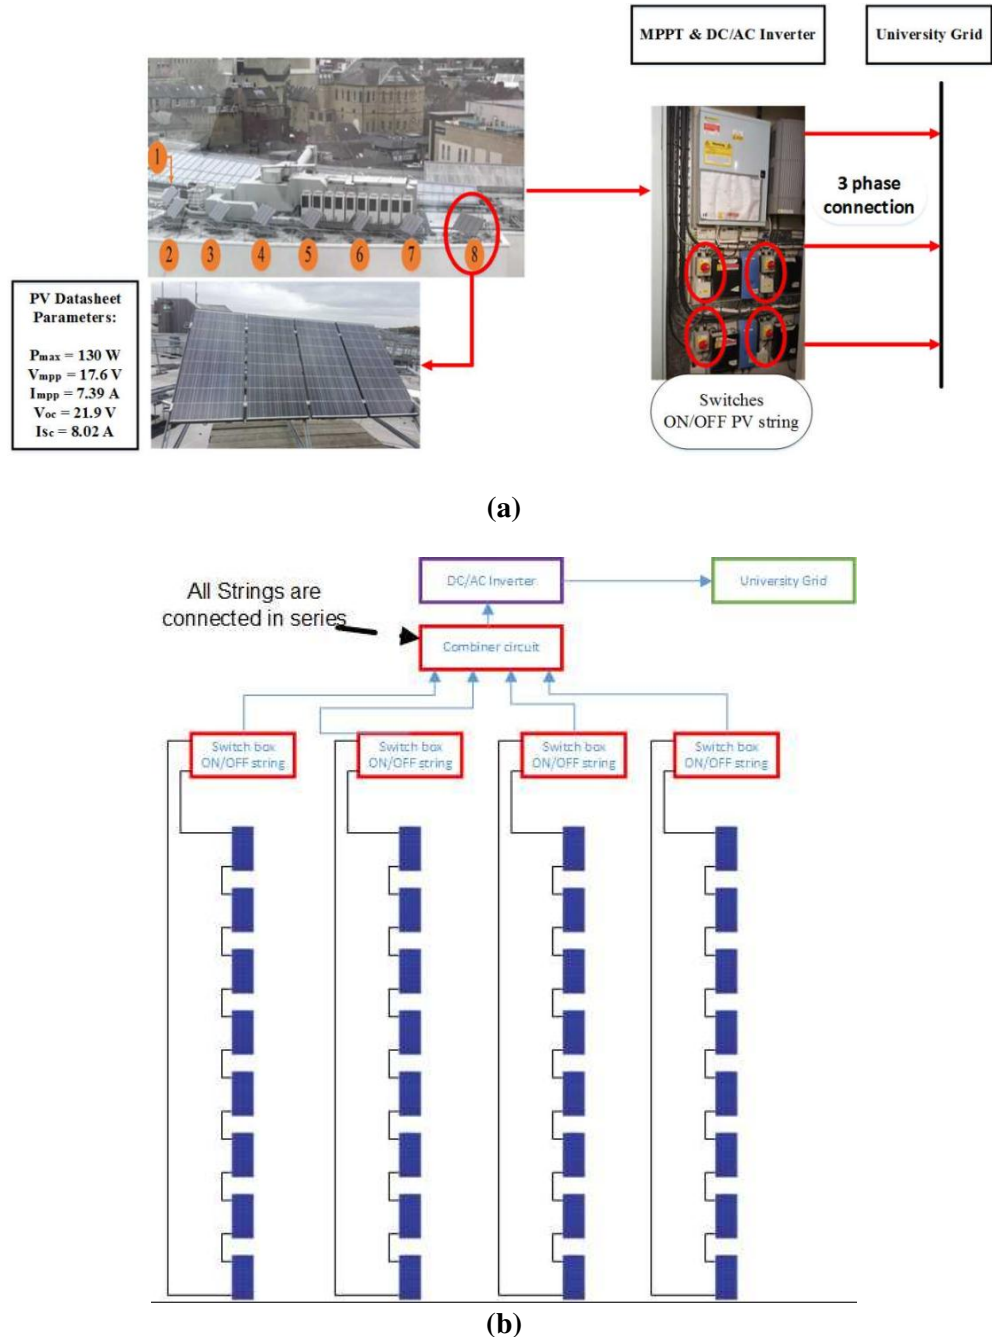 MPPT & DC/AC Inverter
University Grid
1
2
3
4
5
6
7
8
3 phase
connection
PV Datasheet
Parameters:
Pmax = 130 W
Vmpp = 17.6 V
Impp = 7.39 A
Voc = 21.9 V
Isc = 8.02 A
Switches
ON/OFF PV string
(a)
All Strings are
connected in series
DC/AC Inverter
University Grid
Combiner circuit
Switch box
ON/OFF string
Switch box
ON/OFF string
Switch box
ON/OFF string
Switch box
ON/OFF string
(b)